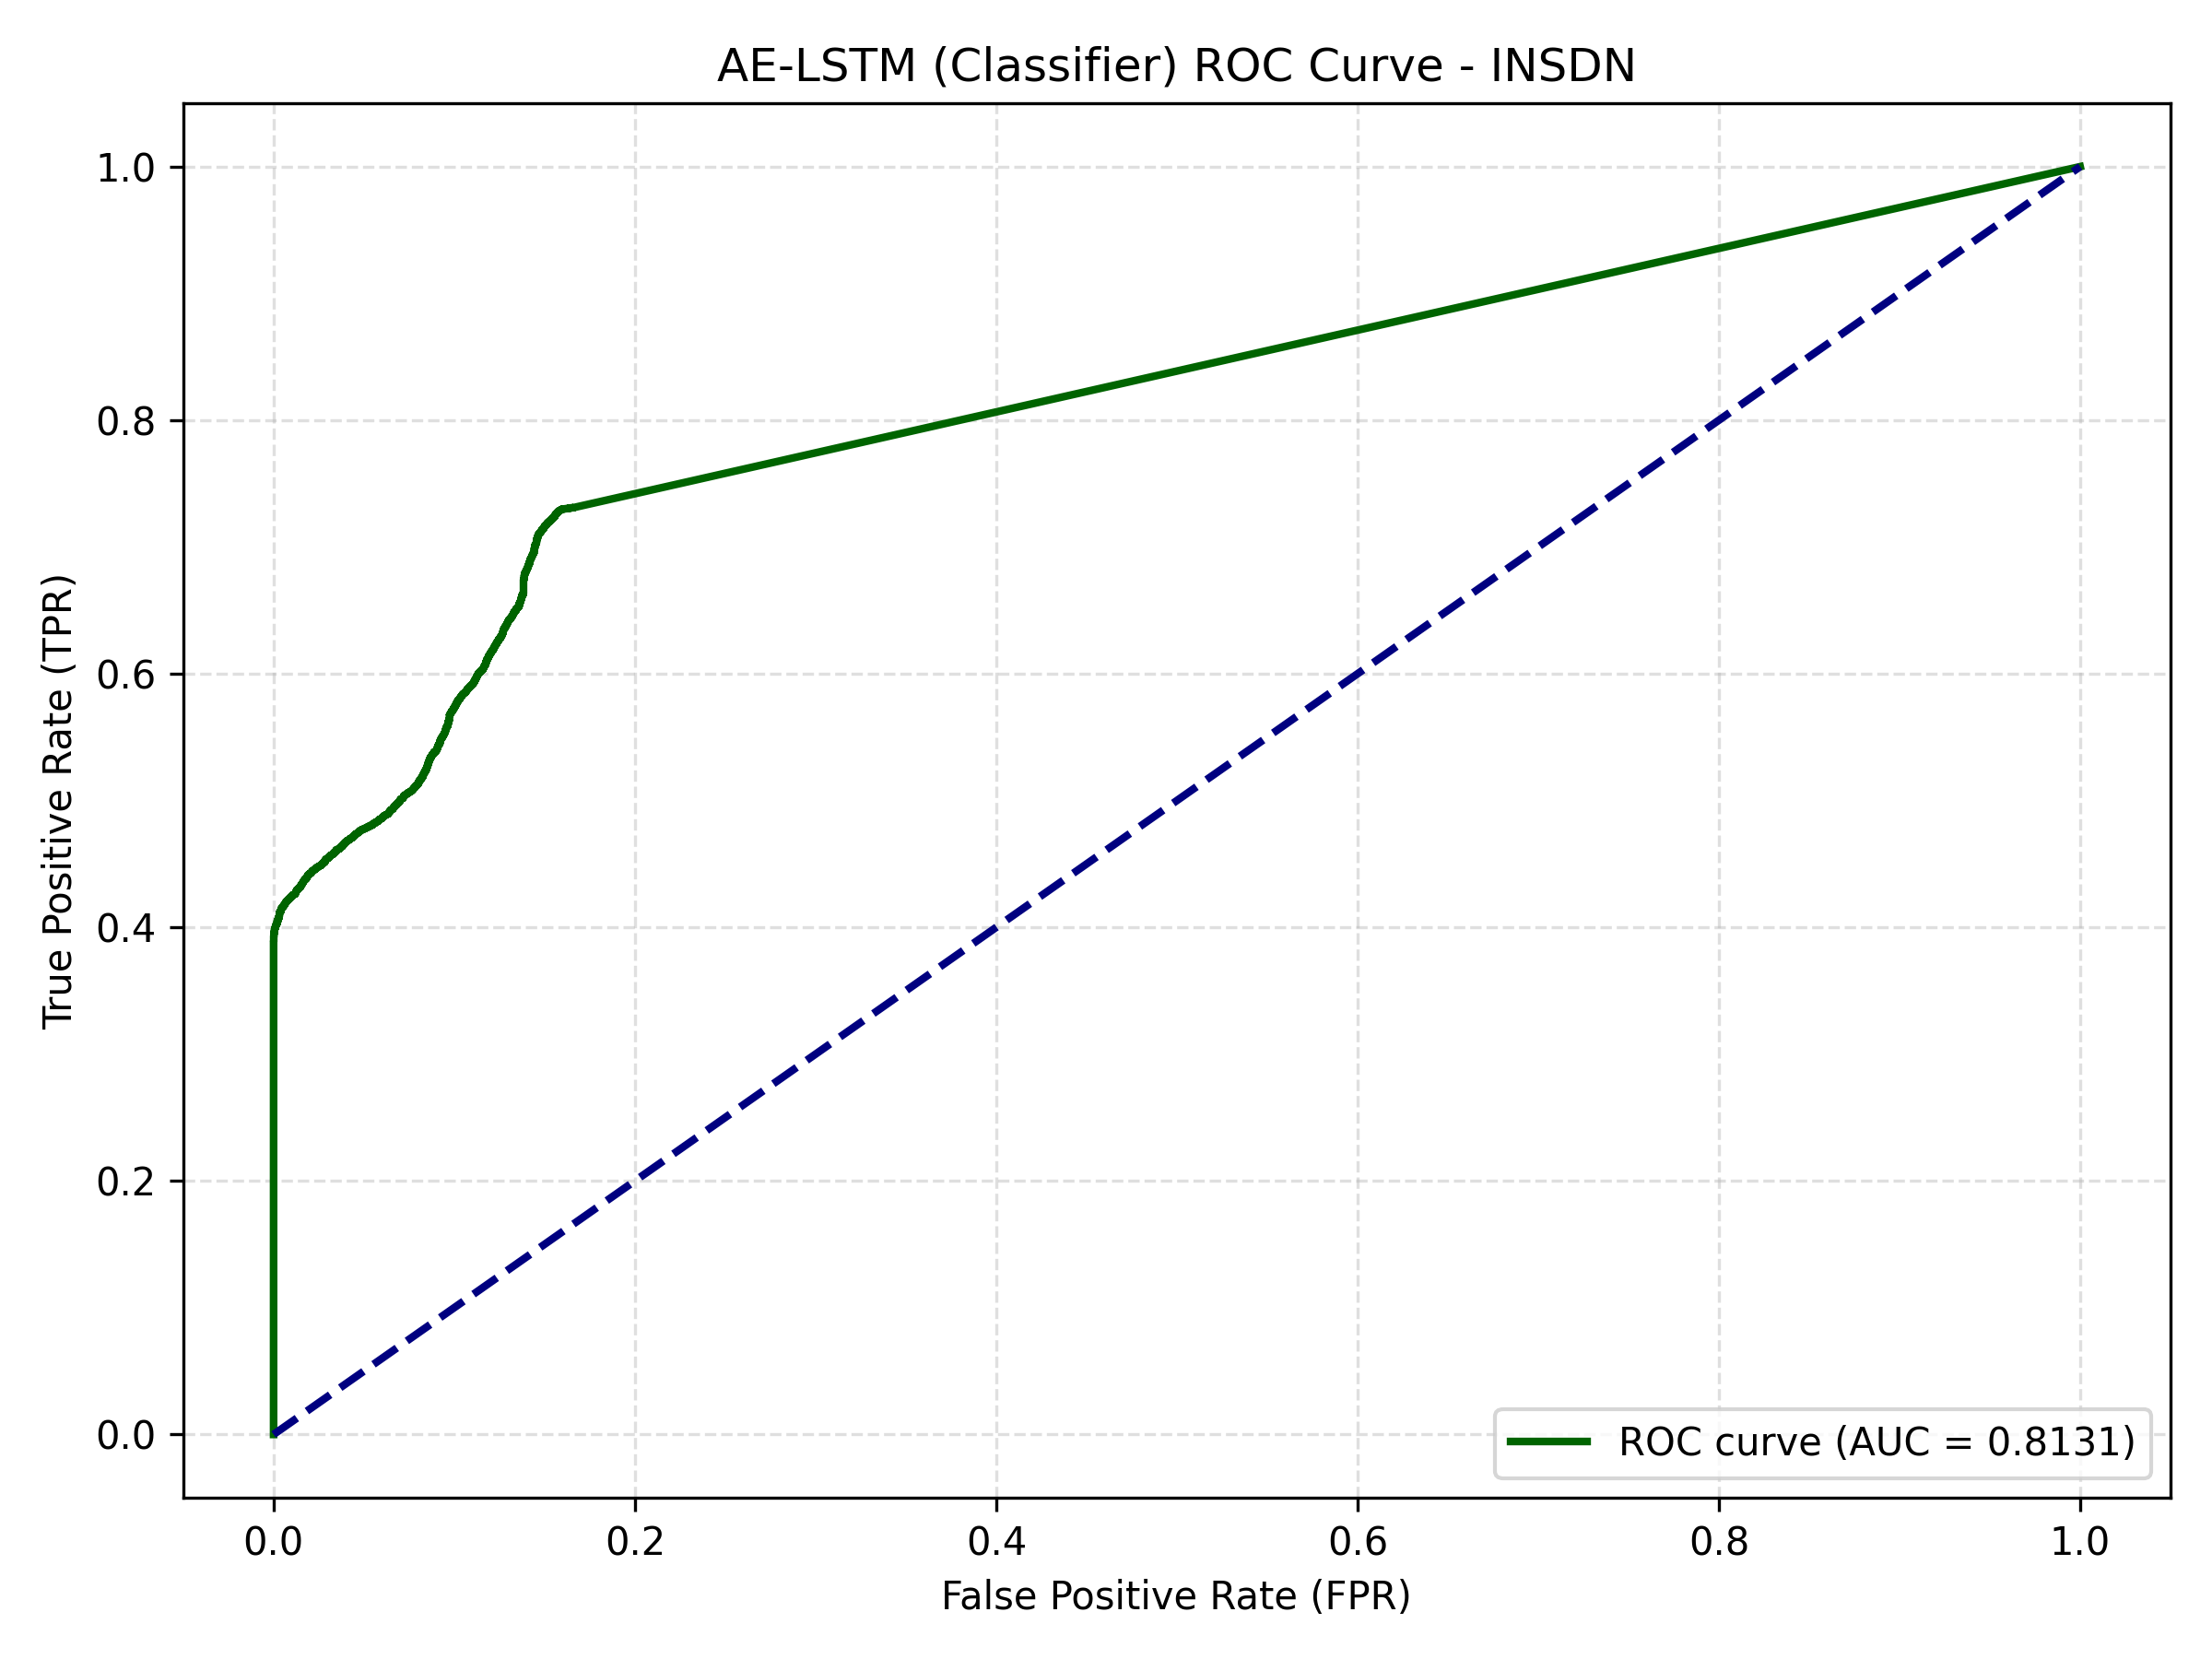 AE-LSTM (Classifier) ROC Curve - INSDN
True Positive Rate (TPR)
1.0
0.8
0.6
0.4
0.2
0.0
ROC curve (AUC = 0.8131)
0.0 0.2 0.4 0.6 0.8 1.0
False Positive Rate (FPR)